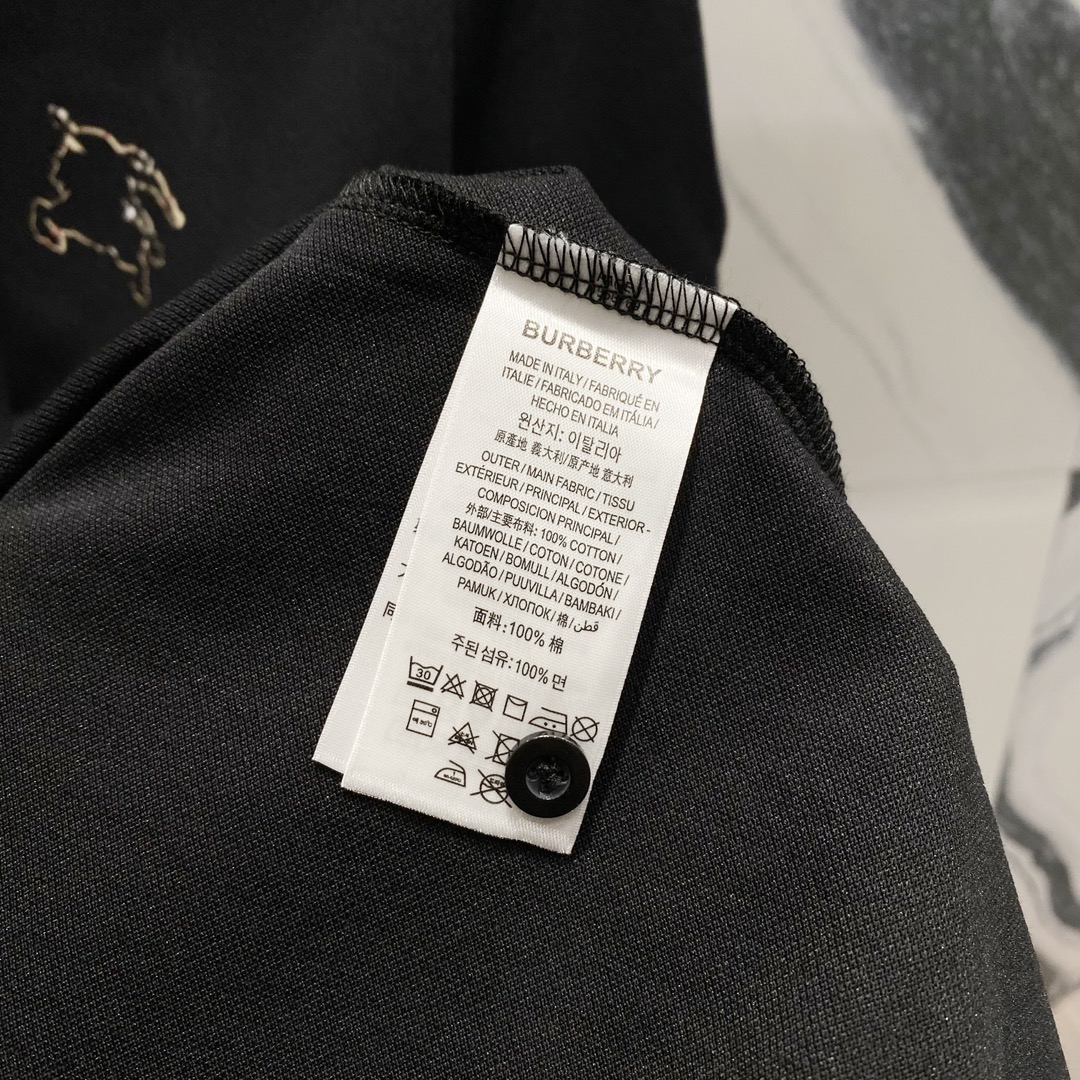 BURBERRY
MADE IN ITALY / FABRIQUÉ EN
ITALIE / FABRICADO EM ITÁLIA /
HECHO EN ITALIA
원산지: 이탈리아
原產地 義大利/原产地 意大利
OUTER / MAIN FABRIC / TISSU
EXTÉRIEUR / PRINCIPAL / EXTERIOR-
COMPOSICION PRINCIPAL /
外部/主要布料: 100% COTTON /
BAUMWOLLE / COTON / COTONE /
KATOEN / BOMULL / ALGODÓN /
ALGODÃO / PUUVILLA / BAMBAKI /
PAMUK / ХЛОПОК / 棉 / قطن
面料:100% 棉
주된 섬유:100% 면
30
同